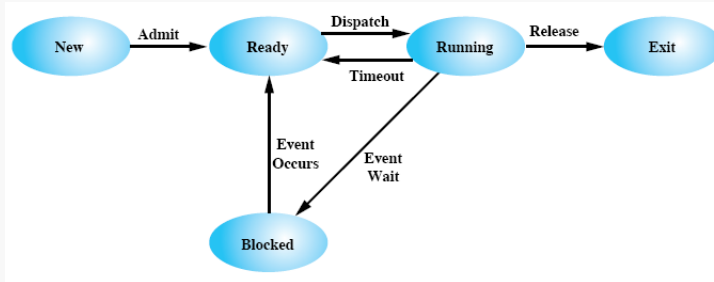 Dispatch
Admit
Release
New
Ready
Running
Exit
Timeout
Event
Occurs
Event
Wait
Blocked